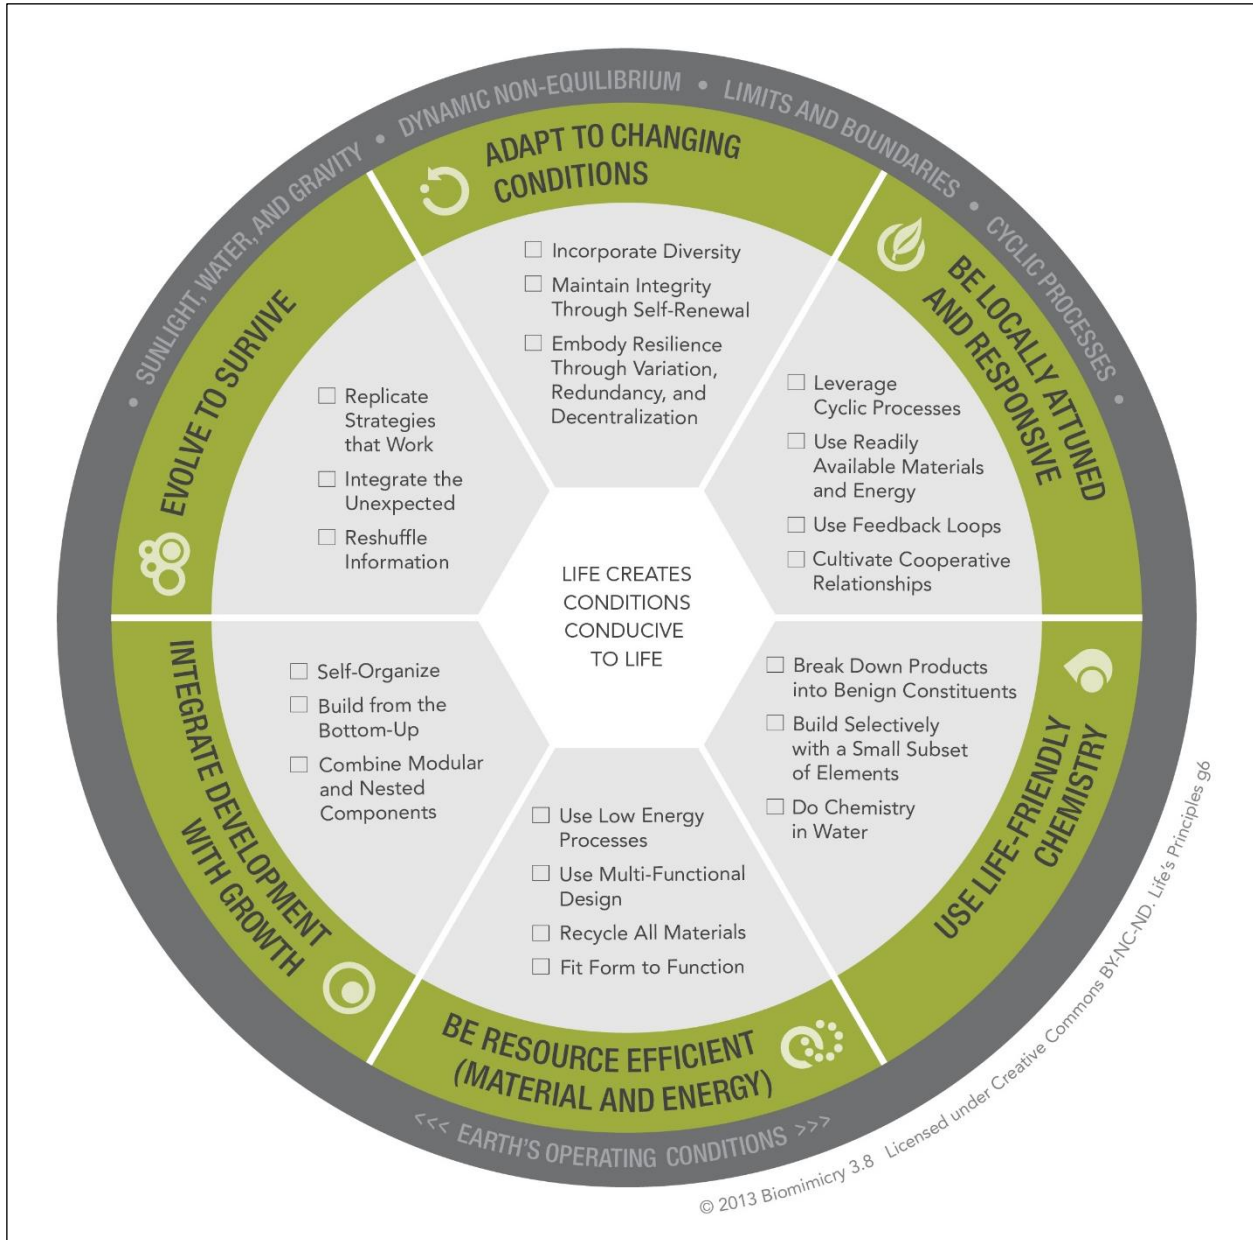 • SUNLIGHT, WATER, AND GRAVITY • DYNAMIC NON-EQUILIBRIUM • LIMITS AND BOUNDARIES • CYCLIC PROCESSES •
ADAPT TO CHANGING
CONDITIONS
Incorporate Diversity
Maintain Integrity
Through Self-Renewal
Embody Resilience
Through Variation,
Redundancy, and
Decentralization
BE LOCALLY ATTUNED
AND RESPONSIVE
Leverage
Cyclic Processes
Use Readily
Available Materials
and Energy
Use Feedback Loops
Cultivate Cooperative
Relationships
USE LIFE-FRIENDLY
CHEMISTRY
Break Down Products
into Benign Constituents
Build Selectively
with a Small Subset
of Elements
Do Chemistry
in Water
BE RESOURCE EFFICIENT
(MATERIAL AND ENERGY)
Use Low Energy
Processes
Use Multi-Functional
Design
Recycle All Materials
Fit Form to Function
INTEGRATE DEVELOPMENT
WITH GROWTH
Self-Organize
Build from the
Bottom-Up
Combine Modular
and Nested
Components
EVOLVE TO SURVIVE
Replicate
Strategies
that Work
Integrate the
Unexpected
Reshuffle
Information
LIFE CREATES
CONDITIONS
CONDUCIVE
TO LIFE
<<< EARTH'S OPERATING CONDITIONS >>>
© 2013 Biomimicry 3.8 Licensed under Creative Commons BY-NC-ND. Life's Principles g6